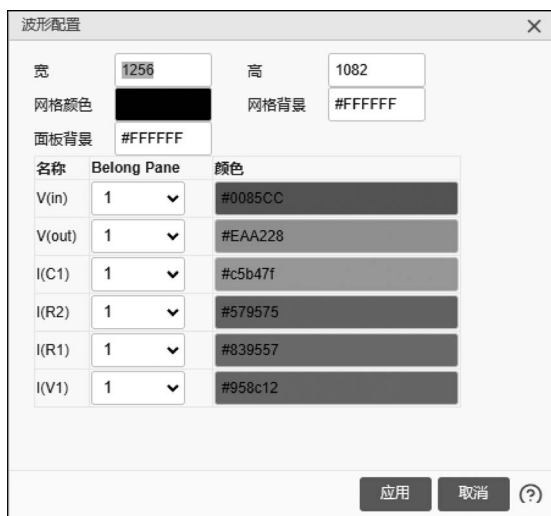 波形配置
宽 1256 高 1082
网格颜色 网格背景 #FFFFFF
面板背景 #FFFFFF
名称 Belong Pane 颜色
V(in) 1 #0085CC
V(out) 1 #EAA228
I(C1) 1 #c5b47f
I(R2) 1 #579575
I(R1) 1 #839557
I(V1) 1 #958c12
应用 取消 ?